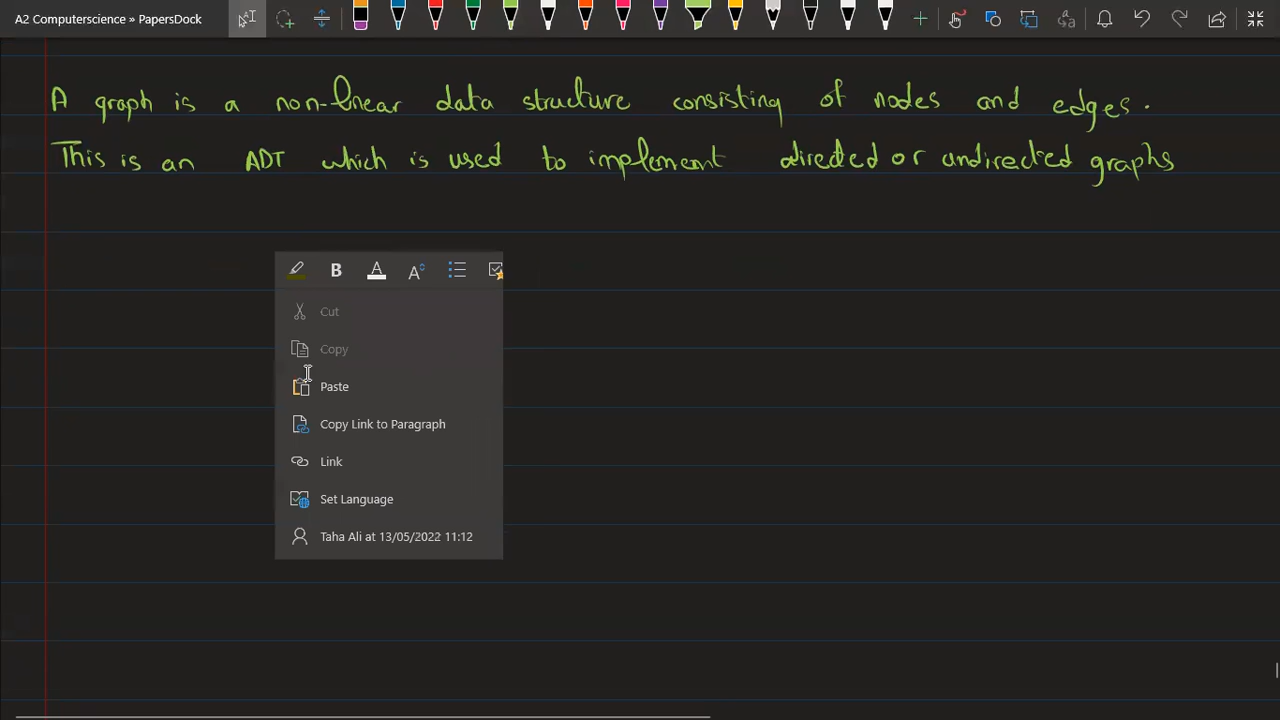 A2 Computerscience » PapersDock
A graph is a non-linear data structure consisting of nodes and edges.
This is an ADT which is used to implement directed or undirected graphs
B A A
Cut
Copy
Paste
Copy Link to Paragraph
Link
Set Language
Taha Ali at 13/05/2022 11:12